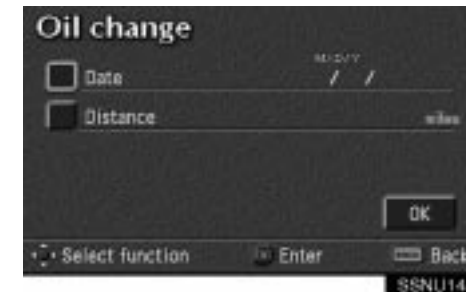 Oil change
M/D/Y
Date / /
Distance miles
OK
Select function Enter Back
SSNU14